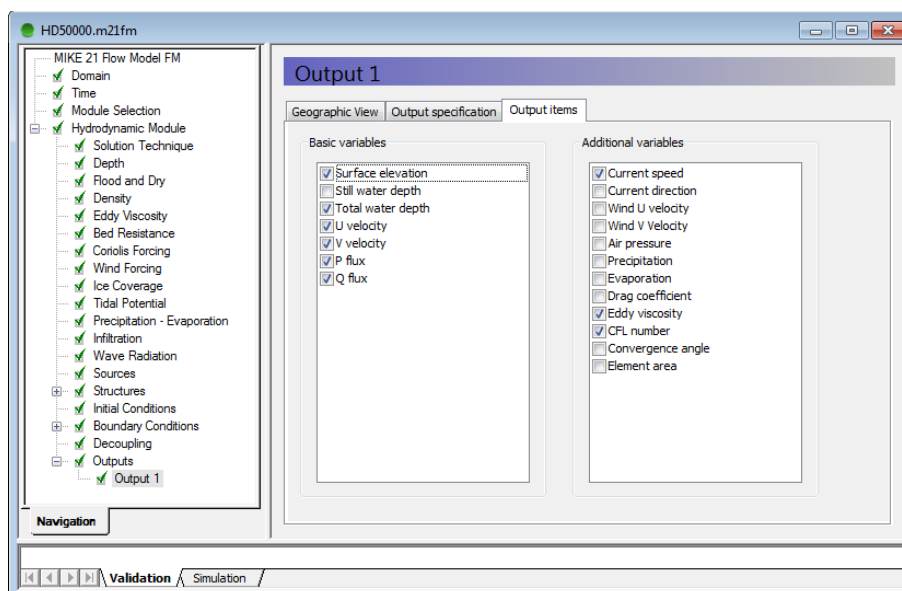 HD50000.m21fm
MIKE 21 Flow Model FM
Domain
Time
Module Selection
Hydrodynamic Module
Solution Technique
Depth
Flood and Dry
Density
Eddy Viscosity
Bed Resistance
Coriolis Forcing
Wind Forcing
Ice Coverage
Tidal Potential
Precipitation - Evaporation
Infiltration
Wave Radiation
Sources
Structures
Initial Conditions
Boundary Conditions
Decoupling
Outputs
Output 1
Navigation
Output 1
Geographic View Output specification Output items
Basic variables
Surface elevation
Still water depth
Total water depth
U velocity
V velocity
P flux
Q flux
Additional variables
Current speed
Current direction
Wind U velocity
Wind V Velocity
Air pressure
Precipitation
Evaporation
Drag coefficient
Eddy viscosity
CFL number
Convergence angle
Element area
Validation Simulation